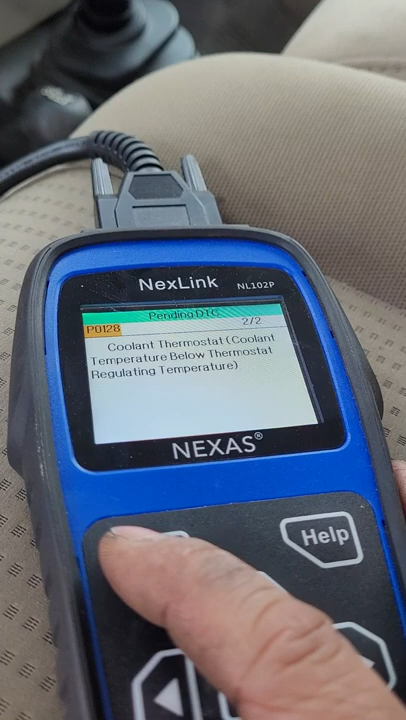 NexLink NL102P
Pending DTC
P0128 2/2
Coolant Thermostat(Coolant
Temperature Below Thermostat
Regulating Temperature)
NEXAS®
Help